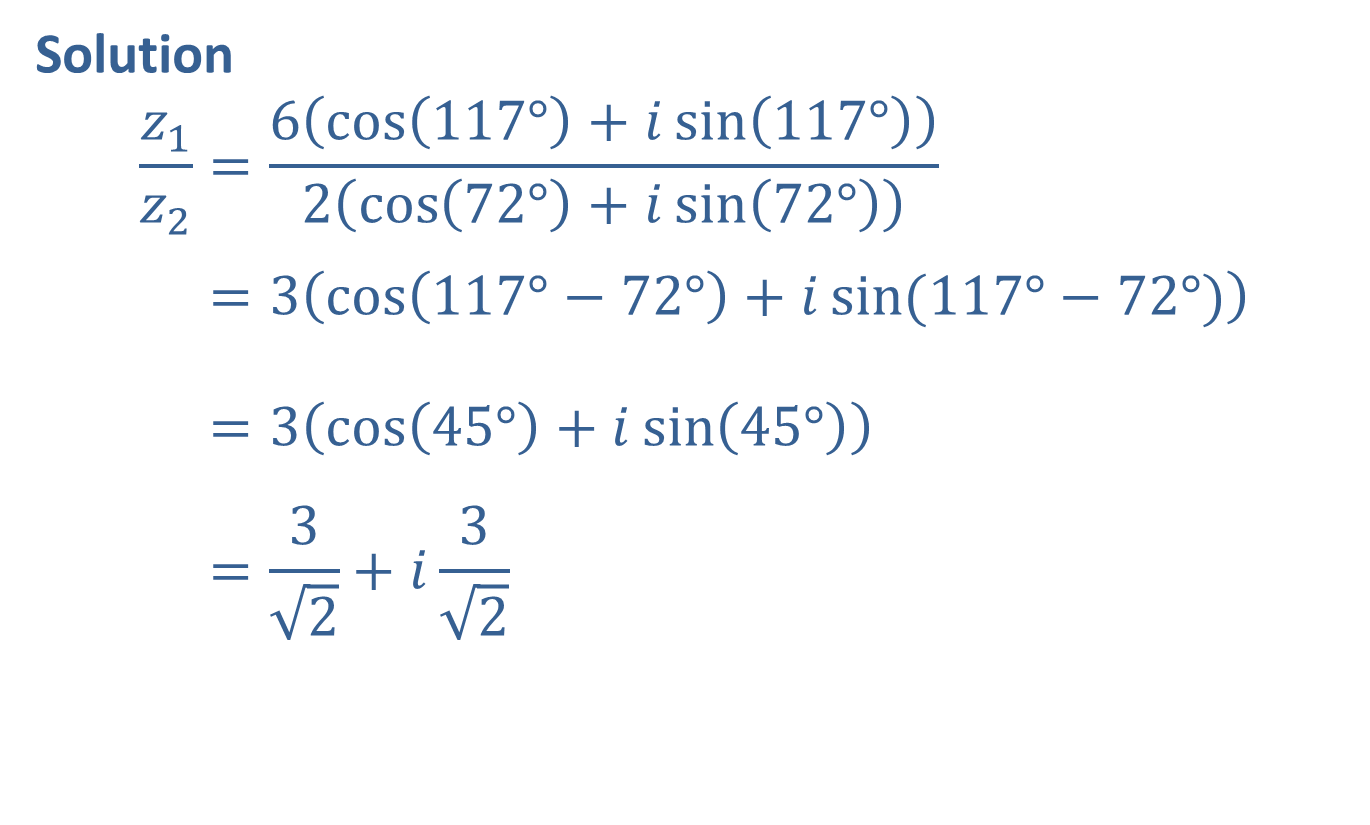 Solution
z₁/z₂ = 6(cos(117°) + i sin(117°)) / 2(cos(72°) + i sin(72°))
= 3(cos(117° − 72°) + i sin(117° − 72°))
= 3(cos(45°) + i sin(45°))
= 3/√2 + i 3/√2